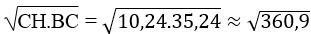 √CH.BC = √10,24.35,24 ≈ √360,9